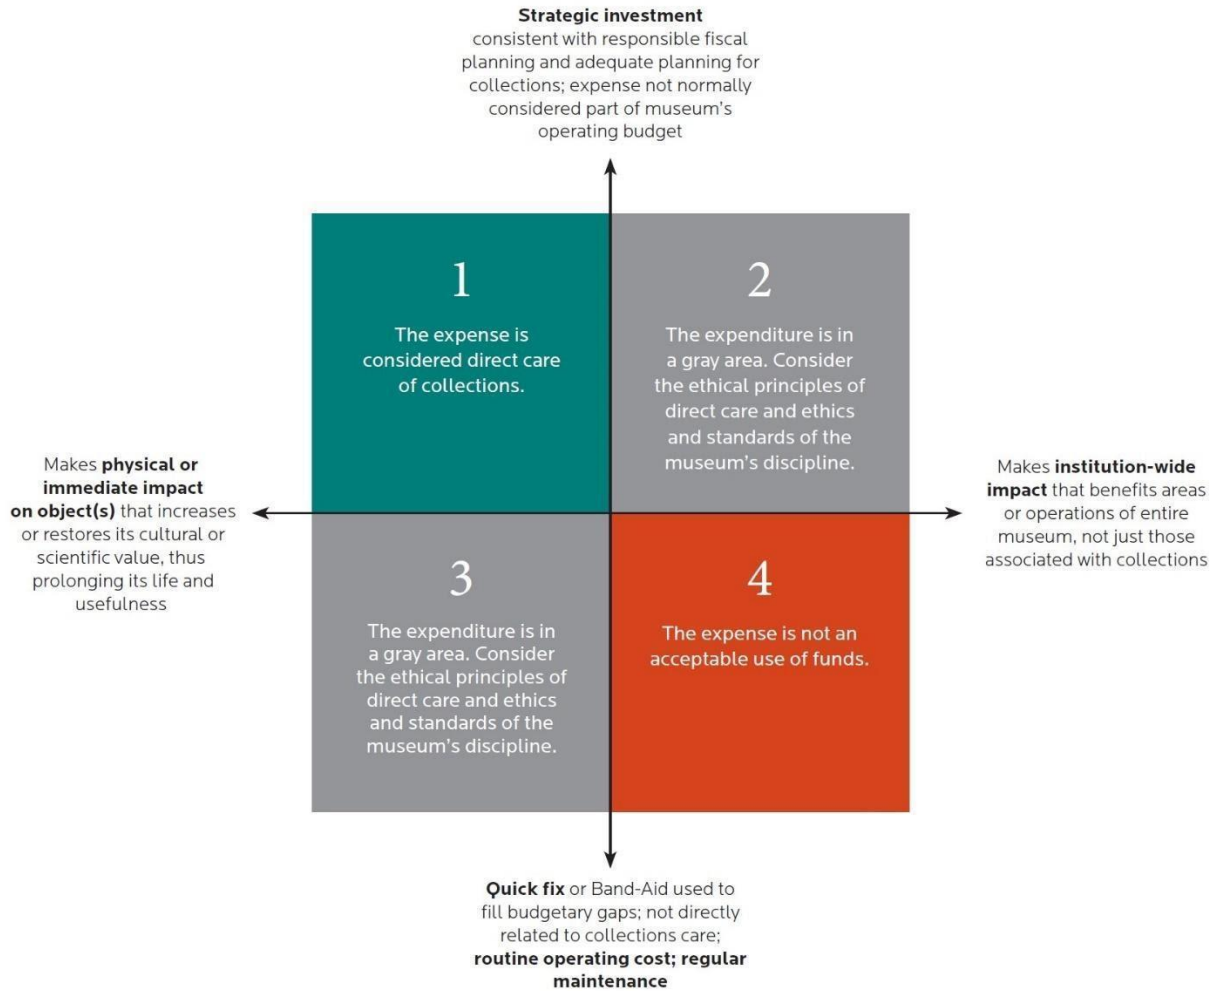 Strategic investment
consistent with responsible fiscal
planning and adequate planning for
collections; expense not normally
considered part of museum's
operating budget
1
The expense is
considered direct care
of collections.
2
The expenditure is in
a gray area. Consider
the ethical principles of
direct care and ethics
and standards of the
museum's discipline.
Makes physical or
immediate impact
on object(s) that increases
or restores its cultural or
scientific value, thus
prolonging its life and
usefulness
Makes institution-wide
impact that benefits areas
or operations of entire
museum, not just those
associated with collections
3
The expenditure is in
a gray area. Consider
the ethical principles of
direct care and ethics
and standards of the
museum's discipline.
4
The expense is not an
acceptable use of funds.
Quick fix or Band-Aid used to
fill budgetary gaps; not directly
related to collections care;
routine operating cost; regular
maintenance